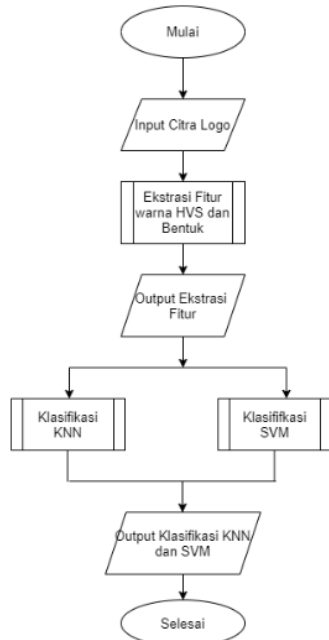 Mulai
Input Citra Logo
Ekstrasi Fitur
warna HVS dan
Bentuk
Output Ekstrasi
Fitur
Klasifikasi
KNN
Klasififkasi
SVM
Output Klasifikasi KNN
dan SVM
Selesai